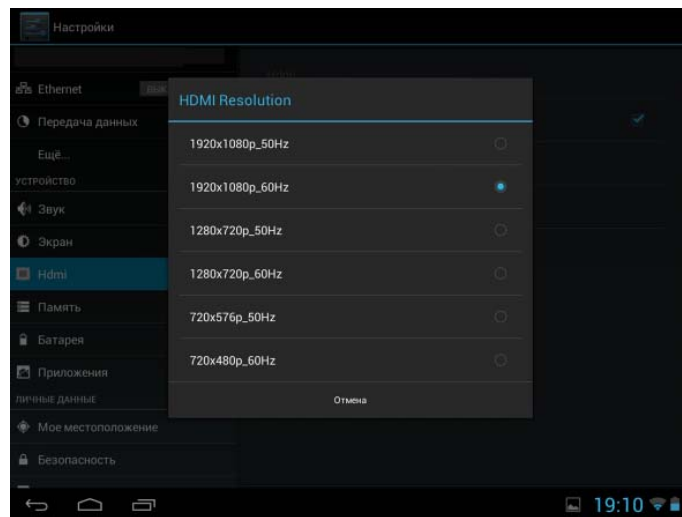 Настройки
Ethernet
Передача данных
Ещё...
УСТРОЙСТВО
Звук
Экран
Hdmi
Память
Батарея
Приложения
ЛИЧНЫЕ ДАННЫЕ
Мое местоположение
Безопасность
HDMI Resolution
1920x1080p_50Hz
1920x1080p_60Hz
1280x720p_50Hz
1280x720p_60Hz
720x576p_50Hz
720x480p_60Hz
Отмена
19:10